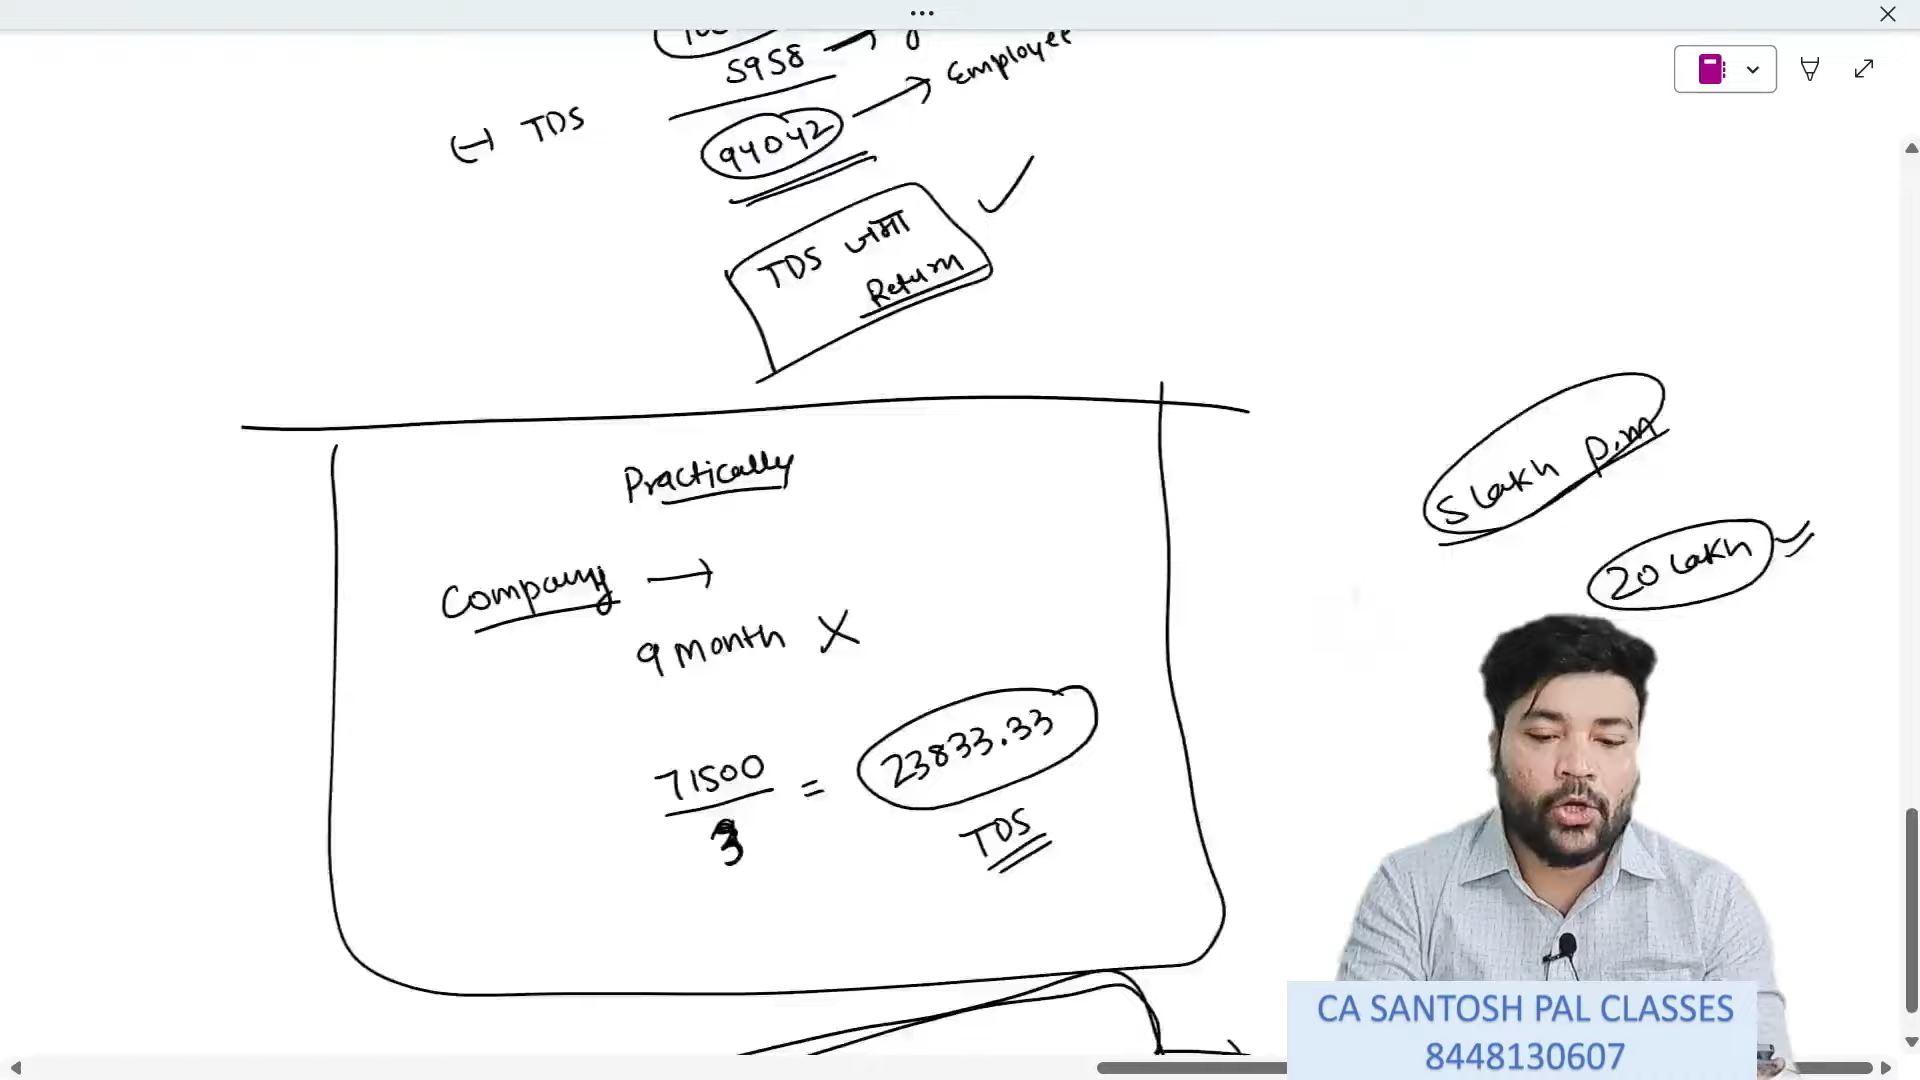 5958
Employee
(-) TDS
94042
TDS जमा
Return
Practically
5 Lakh p.m
Company →
20 Lakh
9 month X
71500 = 23833.33
3
TDS
CA SANTOSH PAL CLASSES
8448130607